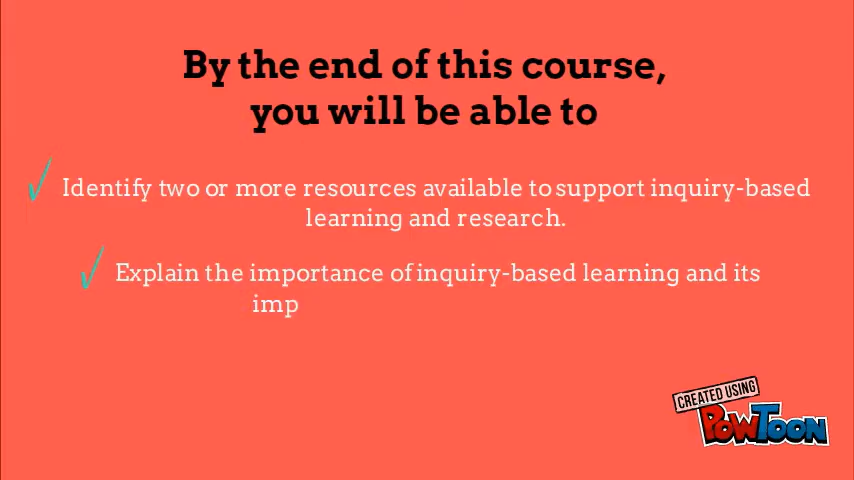 By the end of this course,
you will be able to
Identify two or more resources available to support inquiry-based
learning and research.
Explain the importance of inquiry-based learning and its
imp
CREATED USING
POWTOON